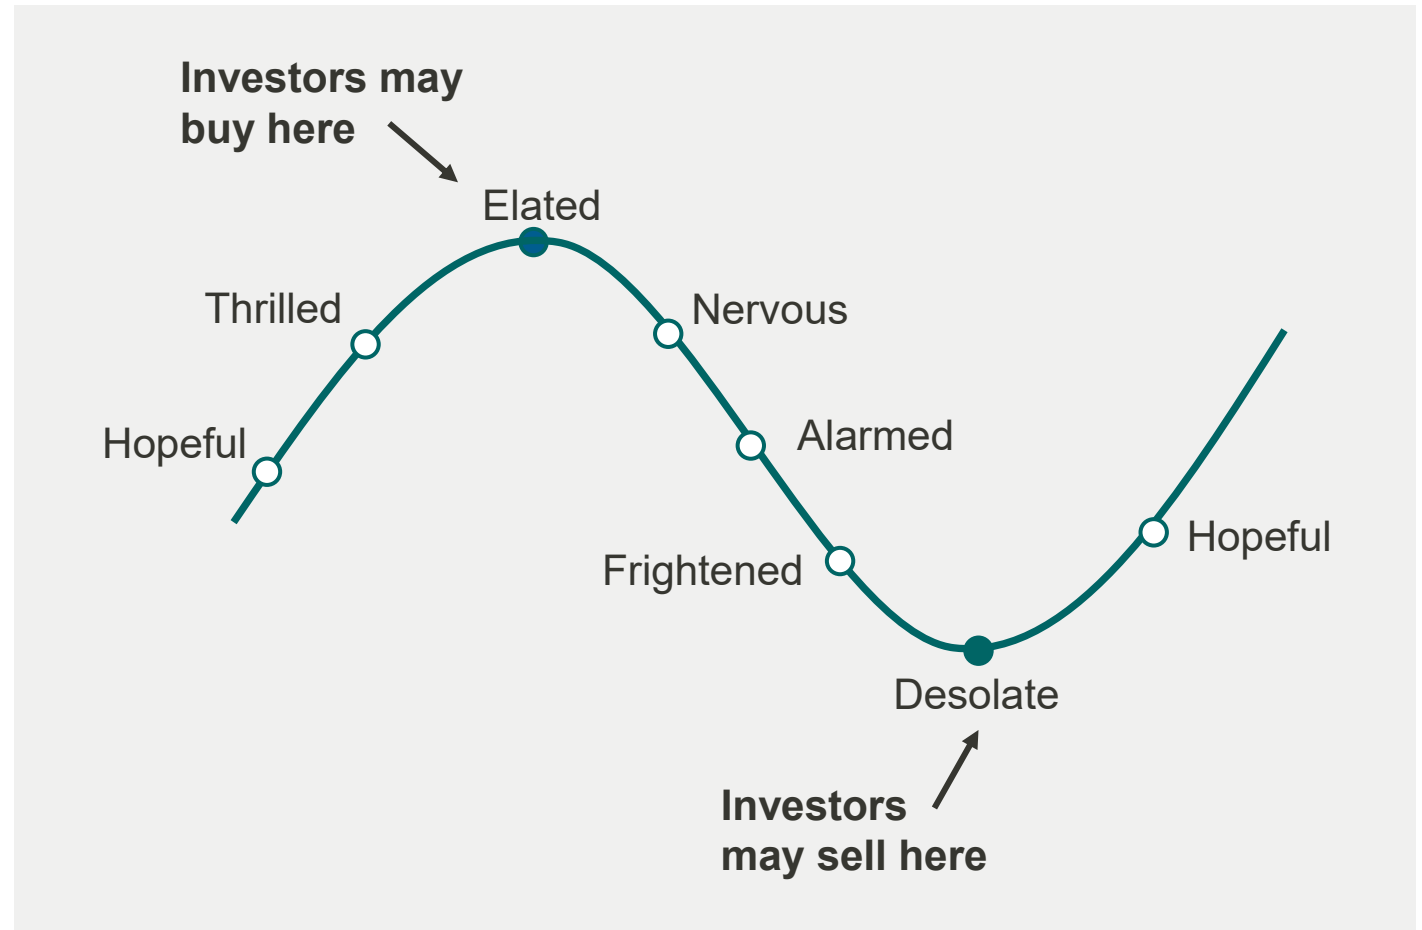 Investors may
buy here
Elated
Thrilled
Nervous
Hopeful
Alarmed
Frightened
Hopeful
Desolate
Investors
may sell here